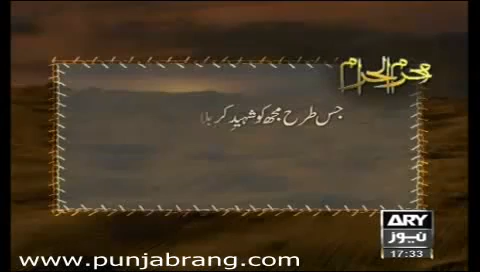 محرم الحرام
جس طرح مجھ کو شہیدِ کربلا
ARY
نیوز
17:33
www.punjabrang.com